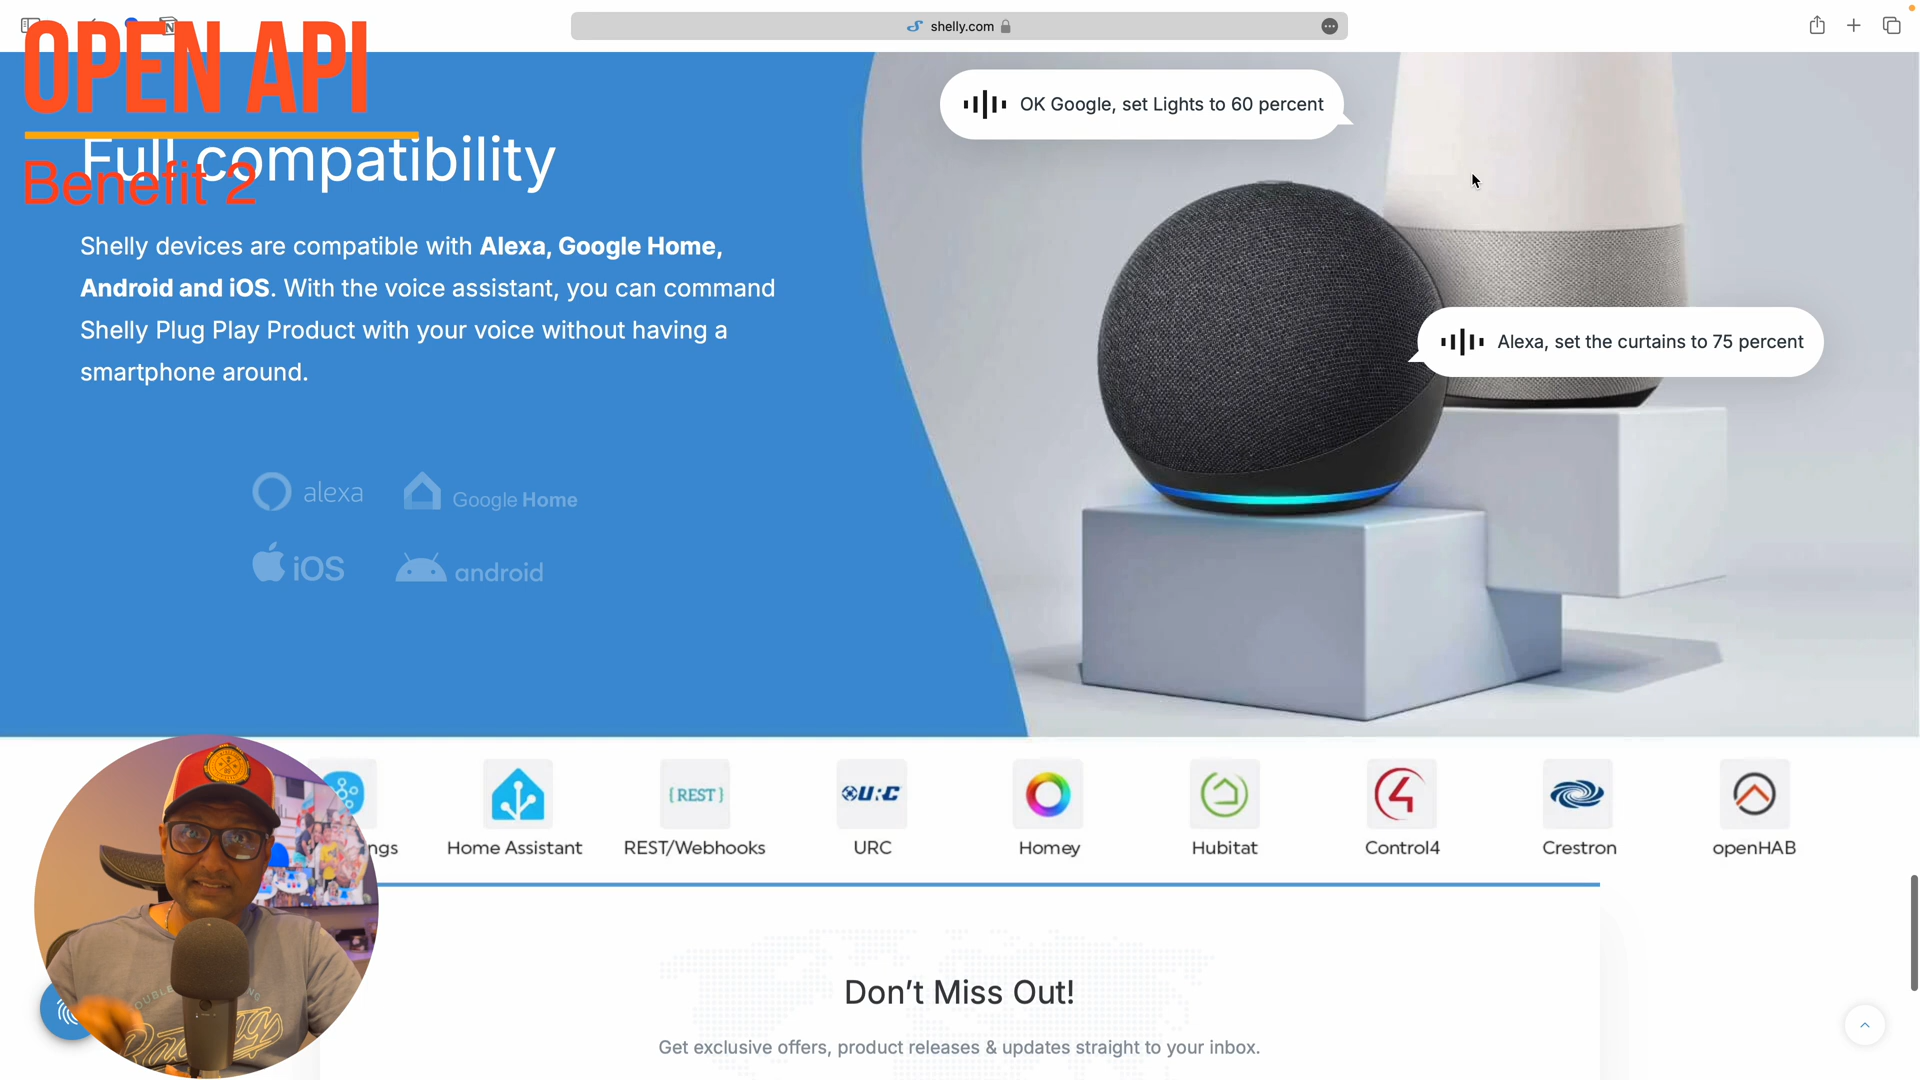 shelly.com
OPEN API
Benefit 2
Full compatibility
Shelly devices are compatible with Alexa, Google Home,
Android and iOS. With the voice assistant, you can command
Shelly Plug Play Product with your voice without having a
smartphone around.
alexa
Google Home
iOS
android
OK Google, set Lights to 60 percent
Alexa, set the curtains to 75 percent
ngs
Home Assistant
{ REST }
REST/Webhooks
URC
URC
Homey
Hubitat
4
Control4
Crestron
openHAB
Don’t Miss Out!
Get exclusive offers, product releases & updates straight to your inbox.